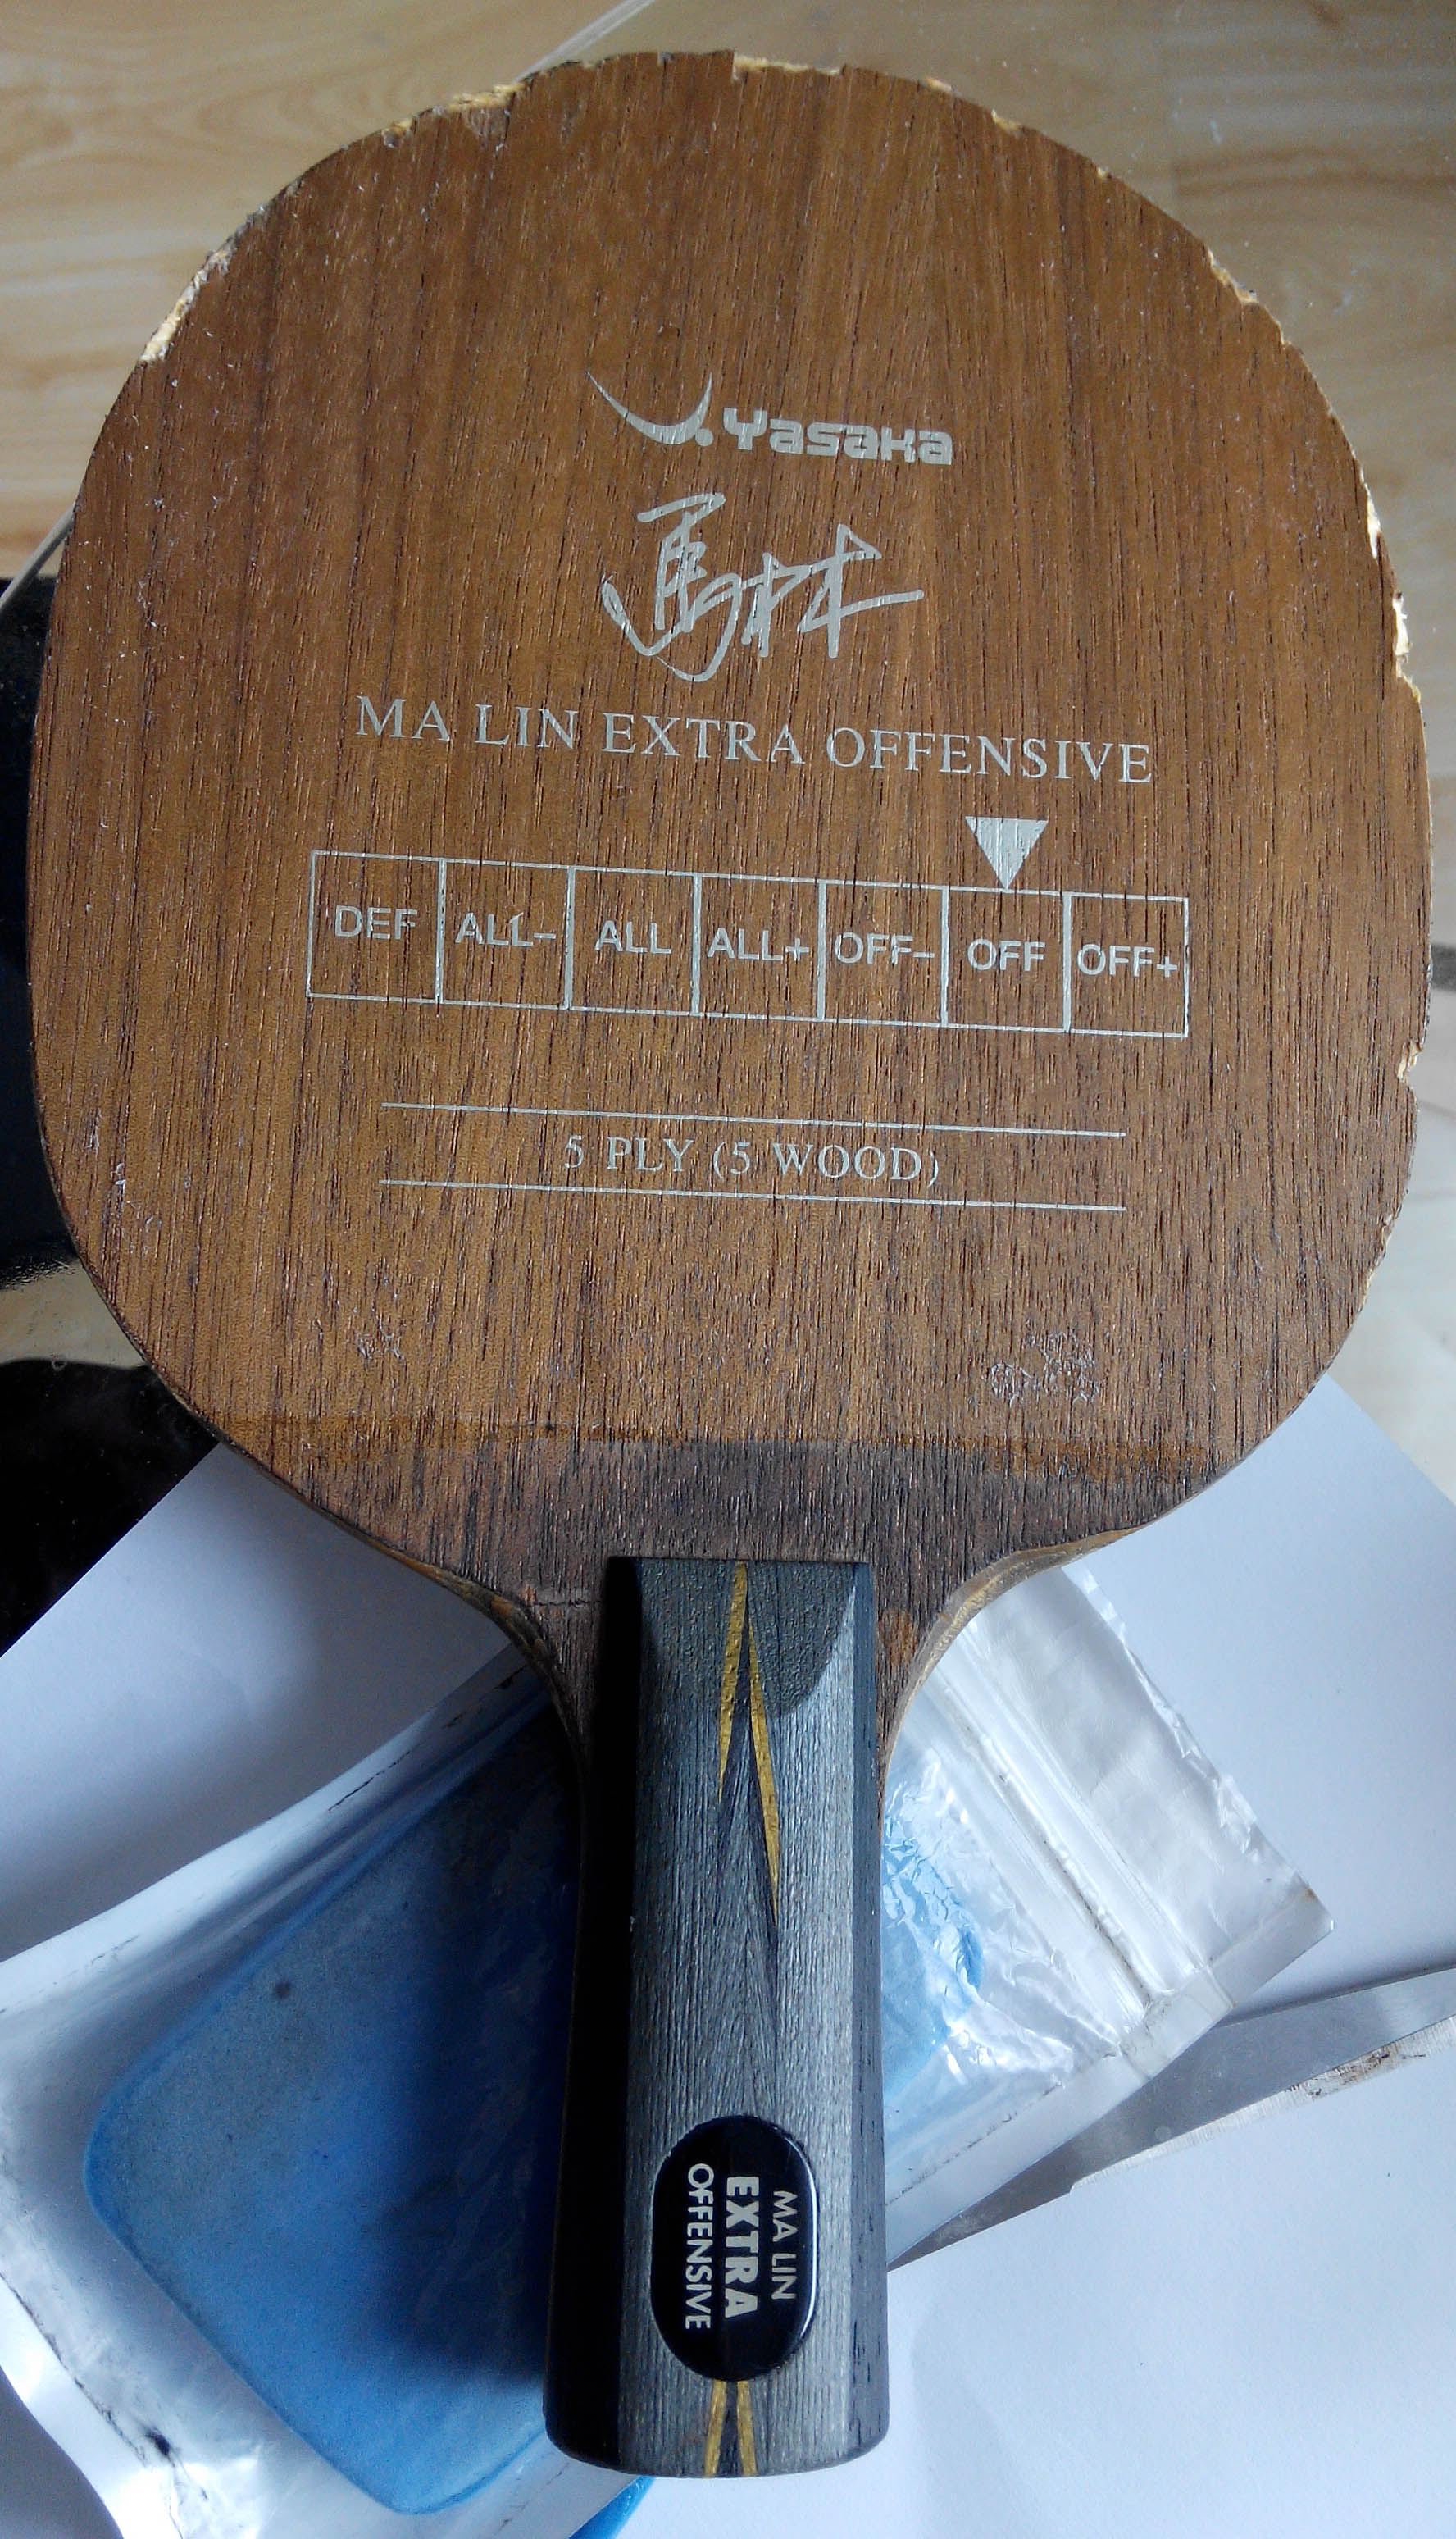 Yasaka
馬林
MA LIN EXTRA OFFENSIVE
DEF ALL- ALL ALL+ OFF- OFF OFF+
5 PLY (5 WOOD)
MA LIN
EXTRA
OFFENSIVE